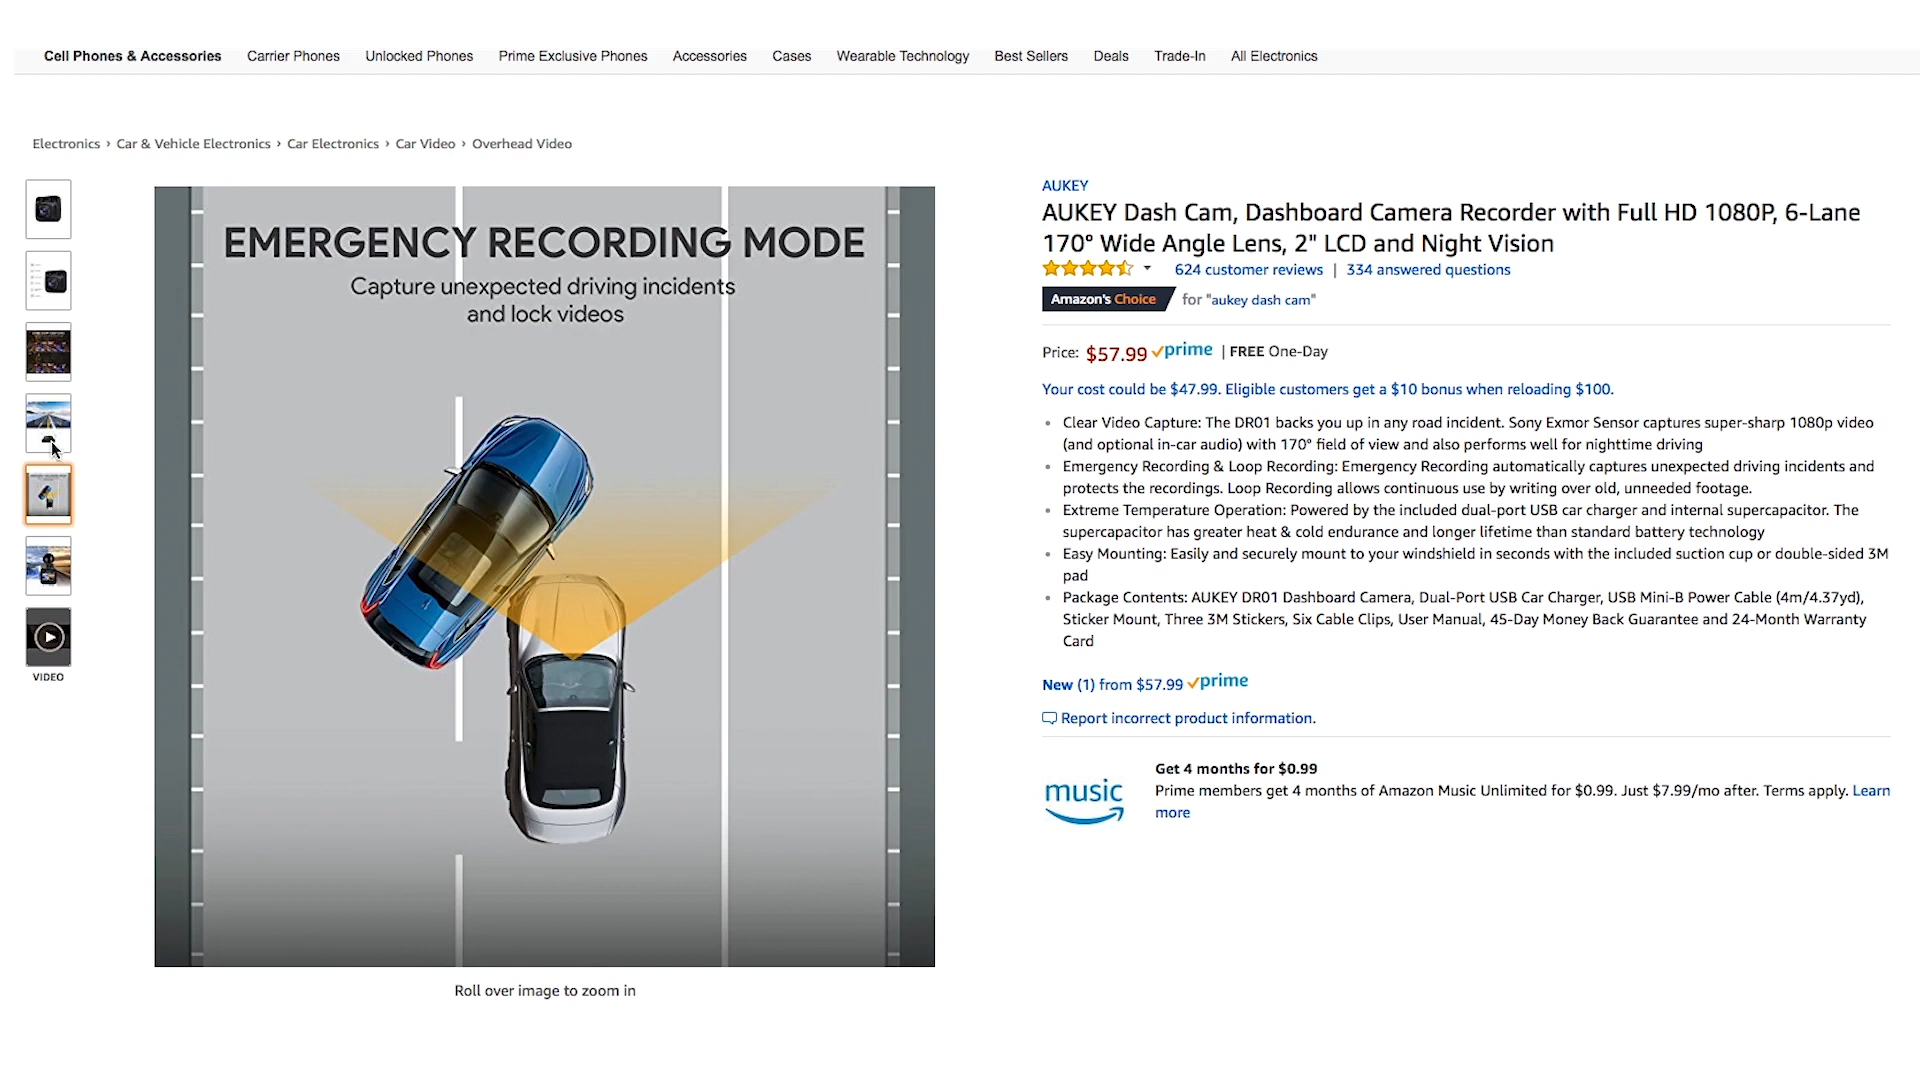 Cell Phones & Accessories Carrier Phones Unlocked Phones Prime Exclusive Phones Accessories Cases Wearable Technology Best Sellers Deals Trade-In All Electronics
Electronics › Car & Vehicle Electronics › Car Electronics › Car Video › Overhead Video
EMERGENCY RECORDING MODE
Capture unexpected driving incidents
and lock videos
VIDEO
Roll over image to zoom in
AUKEY
AUKEY Dash Cam, Dashboard Camera Recorder with Full HD 1080P, 6-Lane
170° Wide Angle Lens, 2" LCD and Night Vision
624 customer reviews | 334 answered questions
Amazon's Choice for "aukey dash cam"
Price: $57.99 prime | FREE One-Day
Your cost could be $47.99. Eligible customers get a $10 bonus when reloading $100.
• Clear Video Capture: The DR01 backs you up in any road incident. Sony Exmor Sensor captures super-sharp 1080p video
(and optional in-car audio) with 170° field of view and also performs well for nighttime driving
• Emergency Recording & Loop Recording: Emergency Recording automatically captures unexpected driving incidents and
protects the recordings. Loop Recording allows continuous use by writing over old, unneeded footage.
• Extreme Temperature Operation: Powered by the included dual-port USB car charger and internal supercapacitor. The
supercapacitor has greater heat & cold endurance and longer lifetime than standard battery technology
• Easy Mounting: Easily and securely mount to your windshield in seconds with the included suction cup or double-sided 3M
pad
• Package Contents: AUKEY DR01 Dashboard Camera, Dual-Port USB Car Charger, USB Mini-B Power Cable (4m/4.37yd),
Sticker Mount, Three 3M Stickers, Six Cable Clips, User Manual, 45-Day Money Back Guarantee and 24-Month Warranty
Card
New (1) from $57.99 prime
Report incorrect product information.
music
Get 4 months for $0.99
Prime members get 4 months of Amazon Music Unlimited for $0.99. Just $7.99/mo after. Terms apply. Learn
more